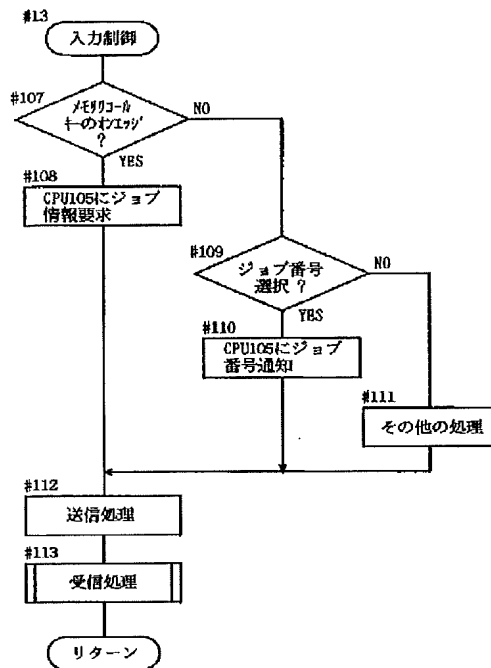 #13
入力制御
#107
メモリリコール
キーのオンエッジ
?
NO
YES
#108
CPU105にジョブ
情報要求
#109
ジョブ番号
選択 ?
NO
YES
#110
CPU105にジョブ
番号通知
#111
その他の処理
#112
送信処理
#113
受信処理
リターン